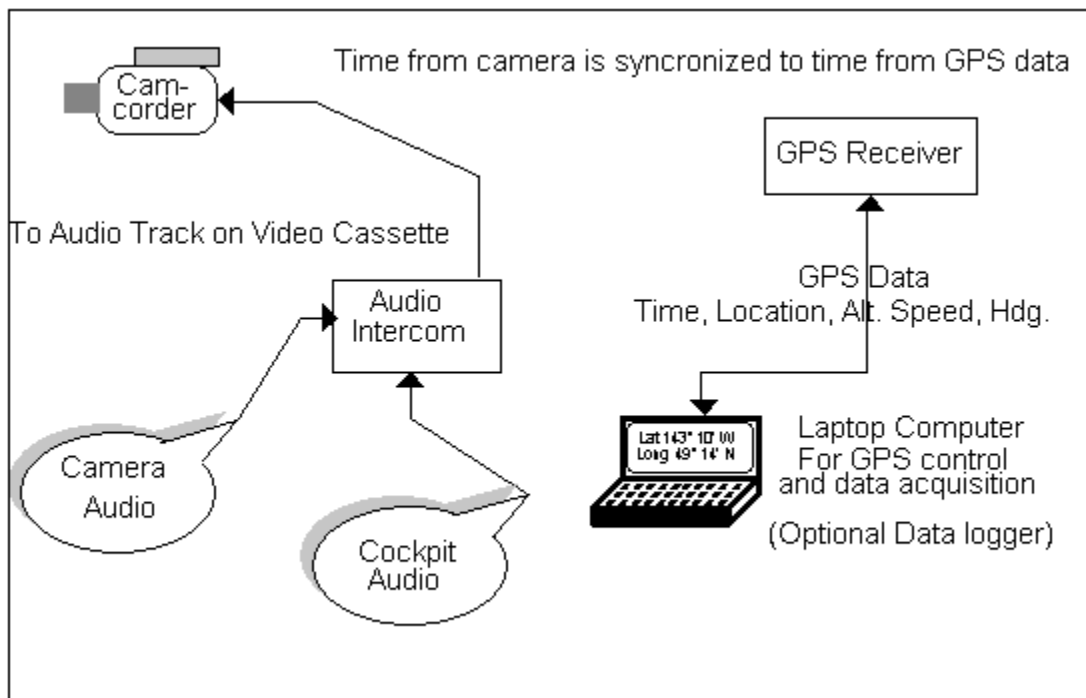 Time from camera is syncronized to time from GPS data
Cam-
corder
GPS Receiver
To Audio Track on Video Cassette
Audio
Intercom
GPS Data
Time, Location, Alt. Speed, Hdg.
Camera
Audio
Cockpit
Audio
Lat 143° 10' W
Long 49° 14' N
Laptop Computer
For GPS control
and data acquisition
(Optional Data logger)